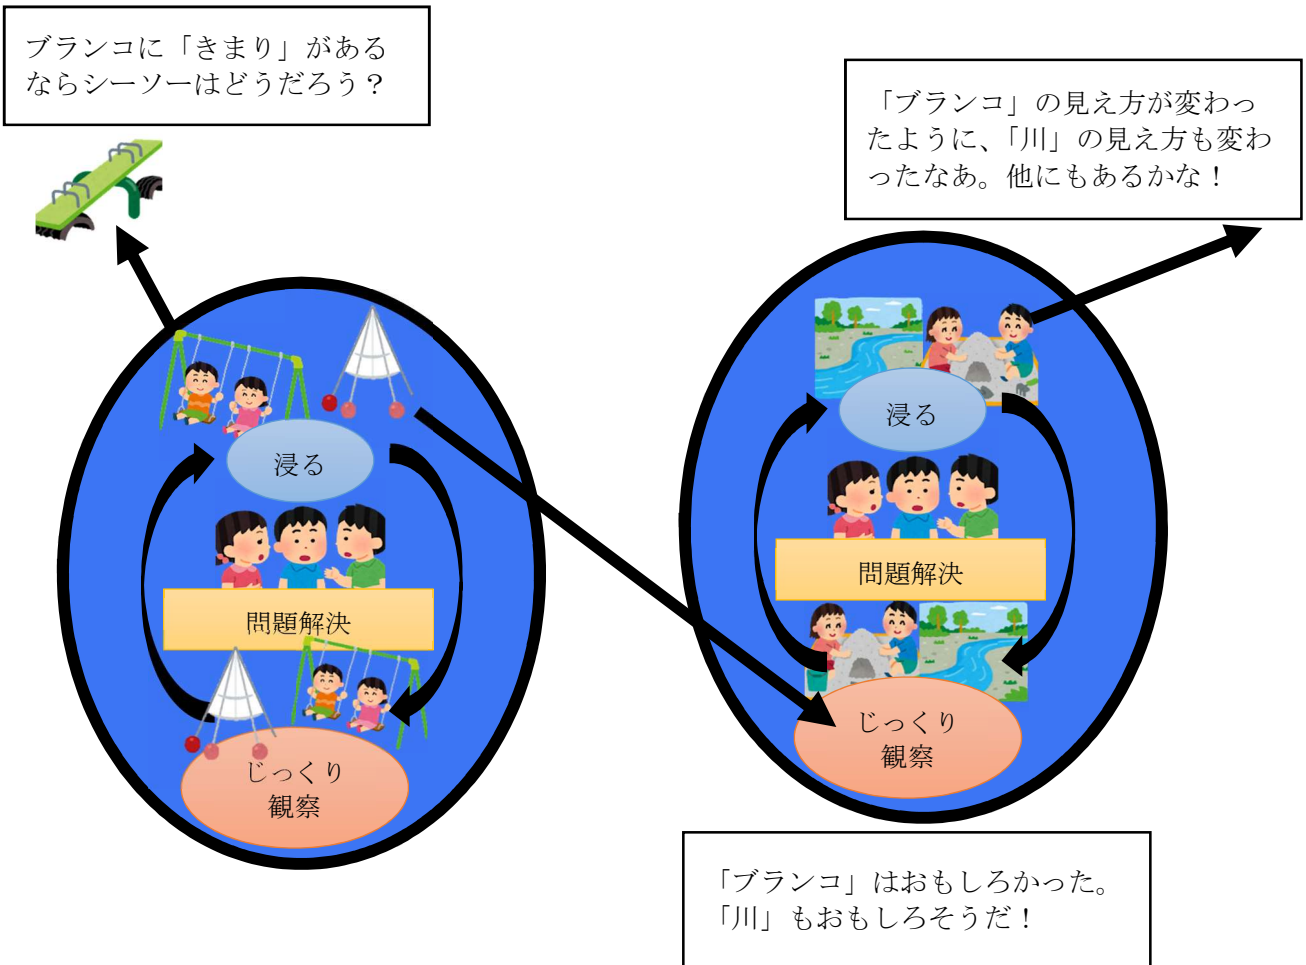 ブランコに「きまり」がある
ならシーソーはどうだろう？
「ブランコ」の見え方が変わっ
たように、「川」の見え方も変わ
ったなあ。他にもあるかな！
浸る
問題解決
じっくり
観察
浸る
問題解決
じっくり
観察
「ブランコ」はおもしろかった。
「川」もおもしろそうだ！